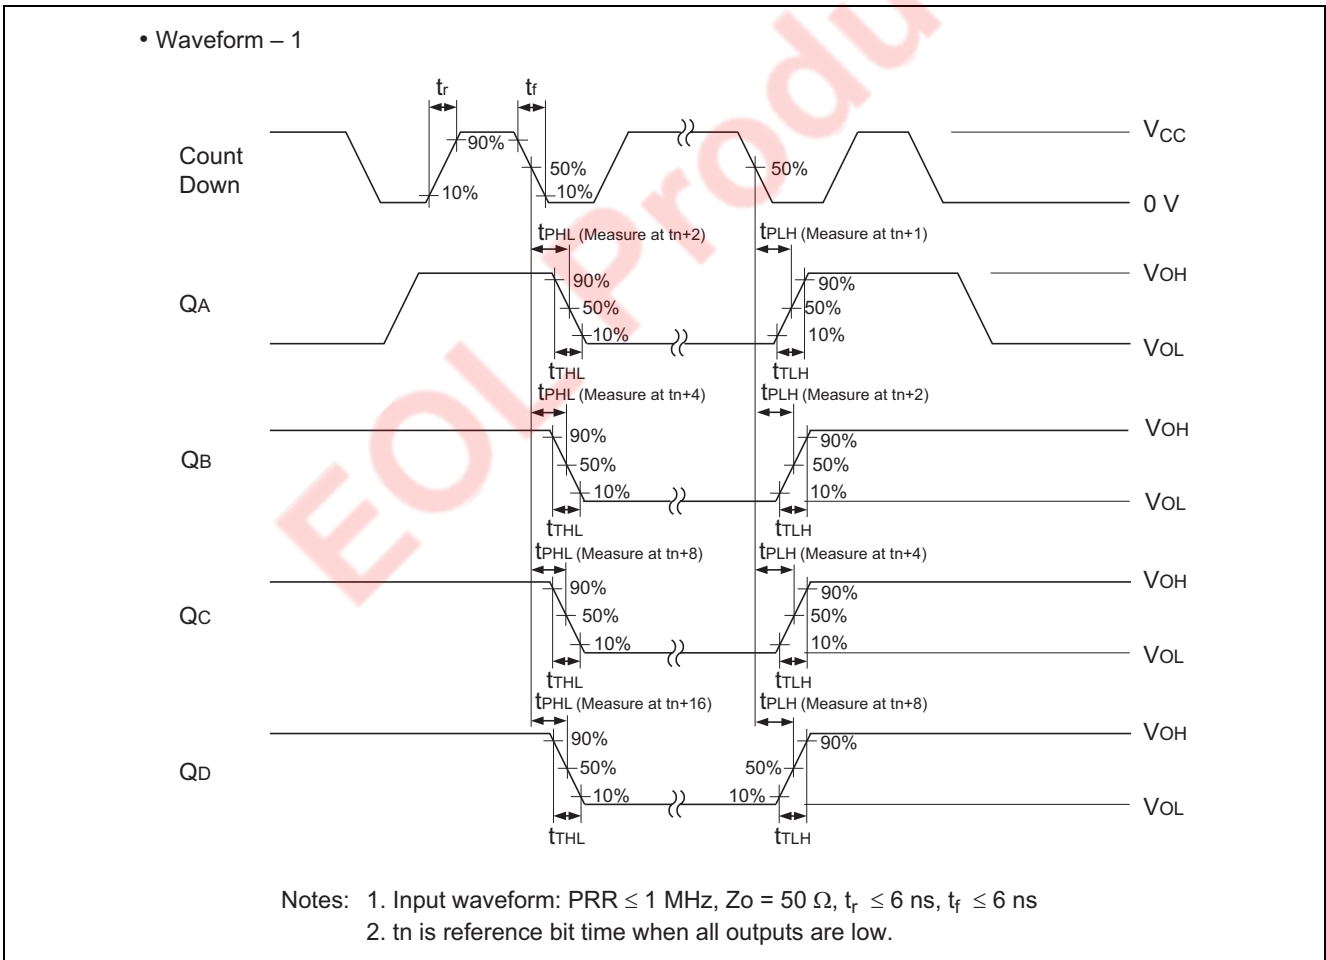 • Waveform – 1
tr
tf
Count
Down
90%
10%
50%
10%
50%
VCC
0 V
tPHL (Measure at tn+2)
tPLH (Measure at tn+1)
QA
90%
50%
10%
90%
50%
10%
VOH
VOL
tTHL
tTLH
tPHL (Measure at tn+4)
tPLH (Measure at tn+2)
QB
90%
50%
10%
90%
50%
10%
VOH
VOL
tTHL
tTLH
tPHL (Measure at tn+8)
tPLH (Measure at tn+4)
QC
90%
50%
10%
90%
50%
10%
VOH
VOL
tTHL
tTLH
tPHL (Measure at tn+16)
tPLH (Measure at tn+8)
QD
90%
50%
10%
90%
50%
10%
VOH
VOL
tTHL
tTLH
Notes: 1. Input waveform: PRR ≤ 1 MHz, Zo = 50 Ω, tr ≤ 6 ns, tf ≤ 6 ns
2. tn is reference bit time when all outputs are low.
EOL Produ